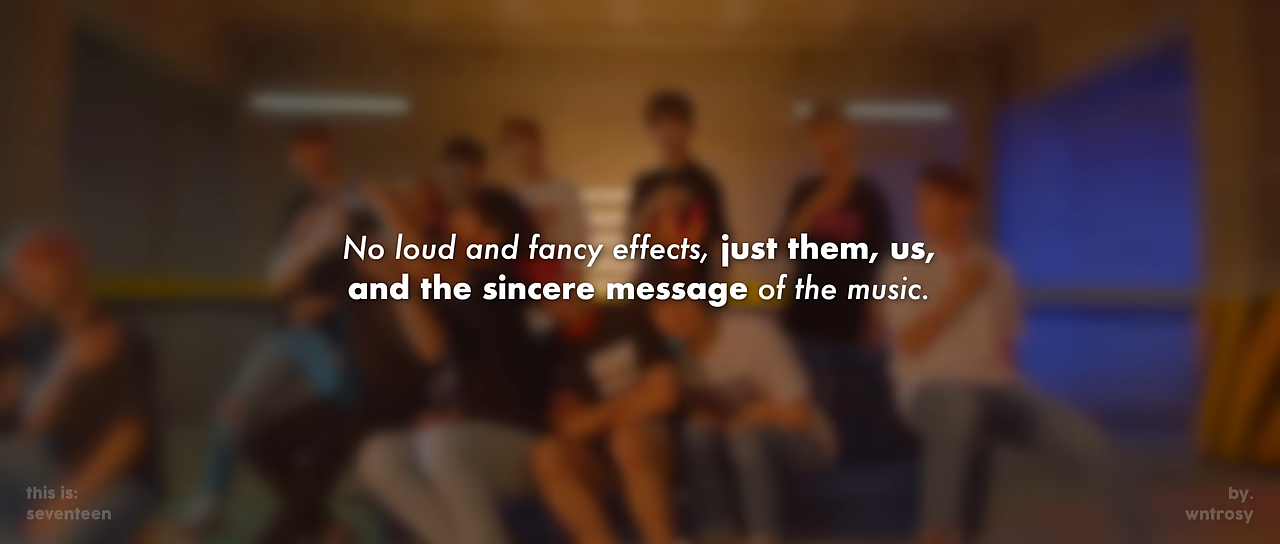 No loud and fancy effects, just them, us,
and the sincere message of the music.
this is:
seventeen
by.
wntrosy